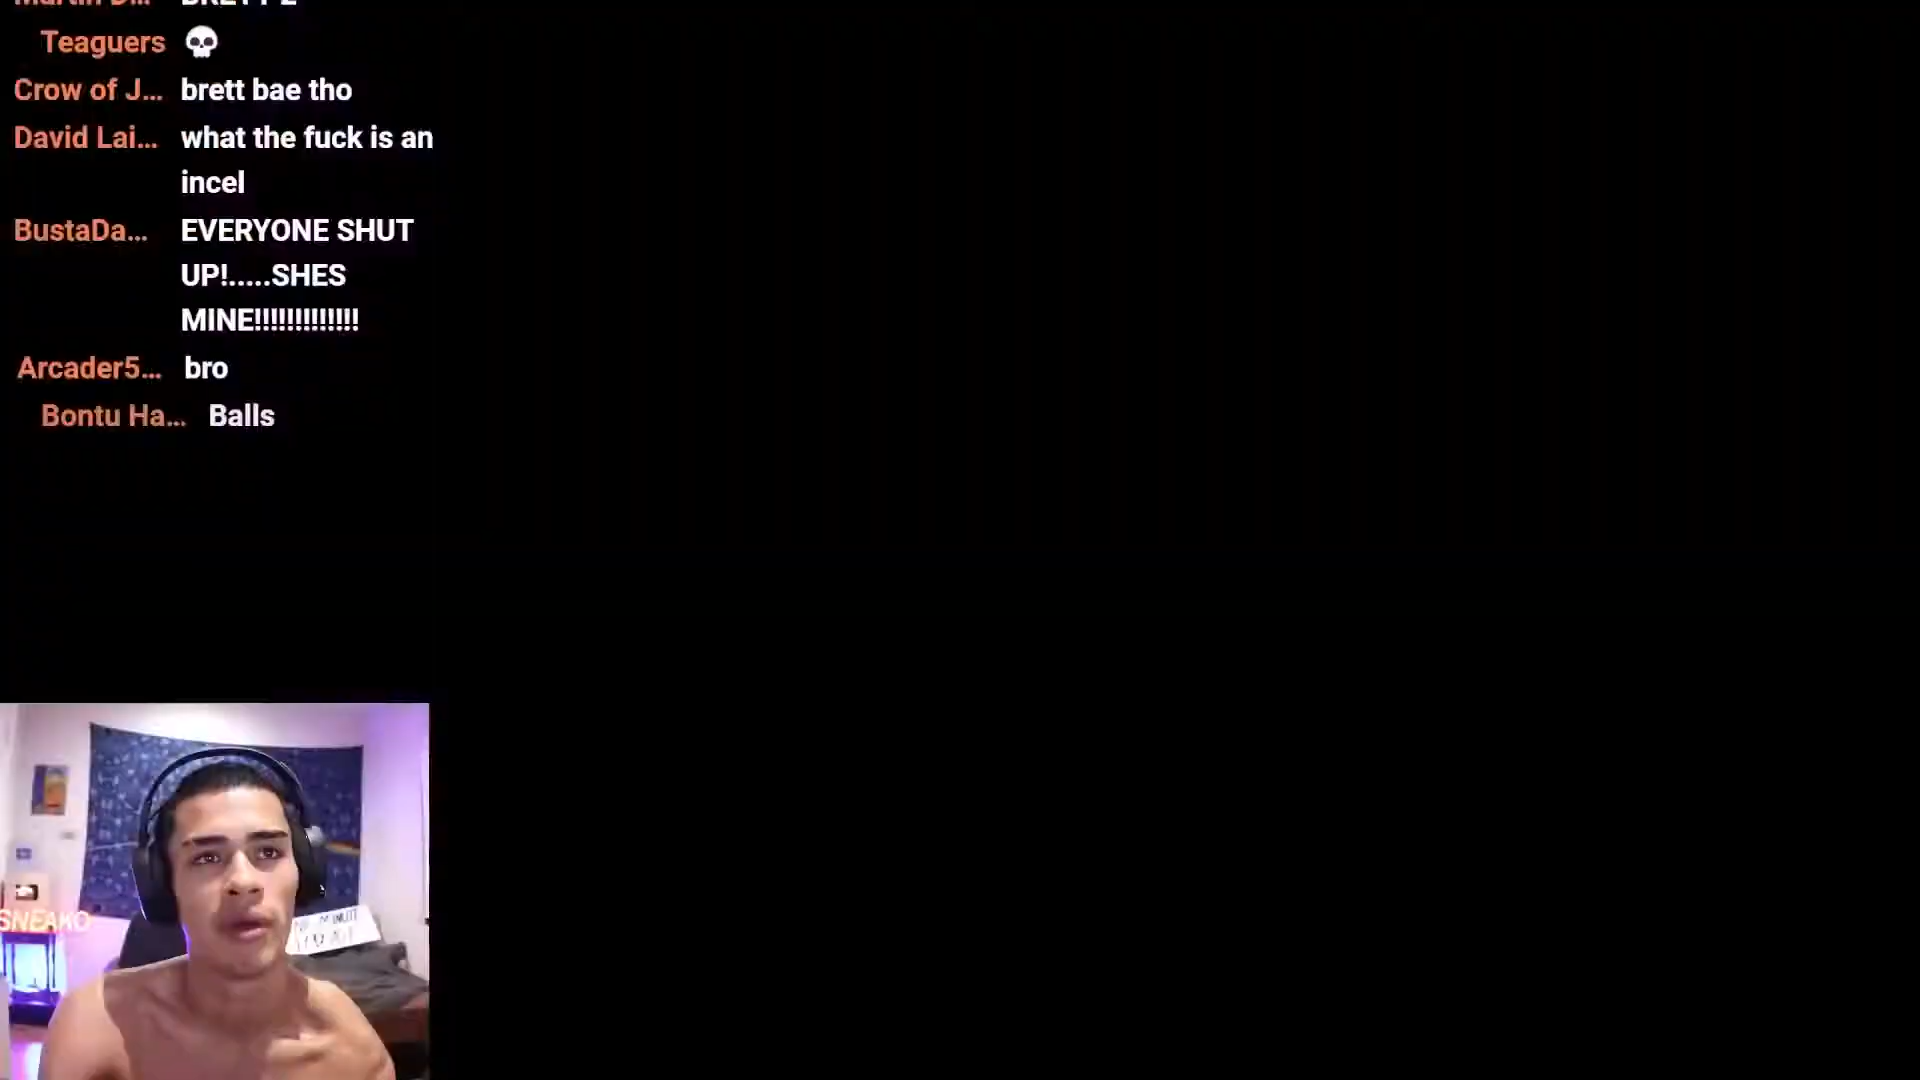 Teaguers 💀
Crow of J... brett bae tho
David Lai... what the fuck is an
incel
BustaDa... EVERYONE SHUT
UP!.....SHES
MINE!!!!!!!!!!!!!
Arcader5... bro
Bontu Ha... Balls
SNEAKO